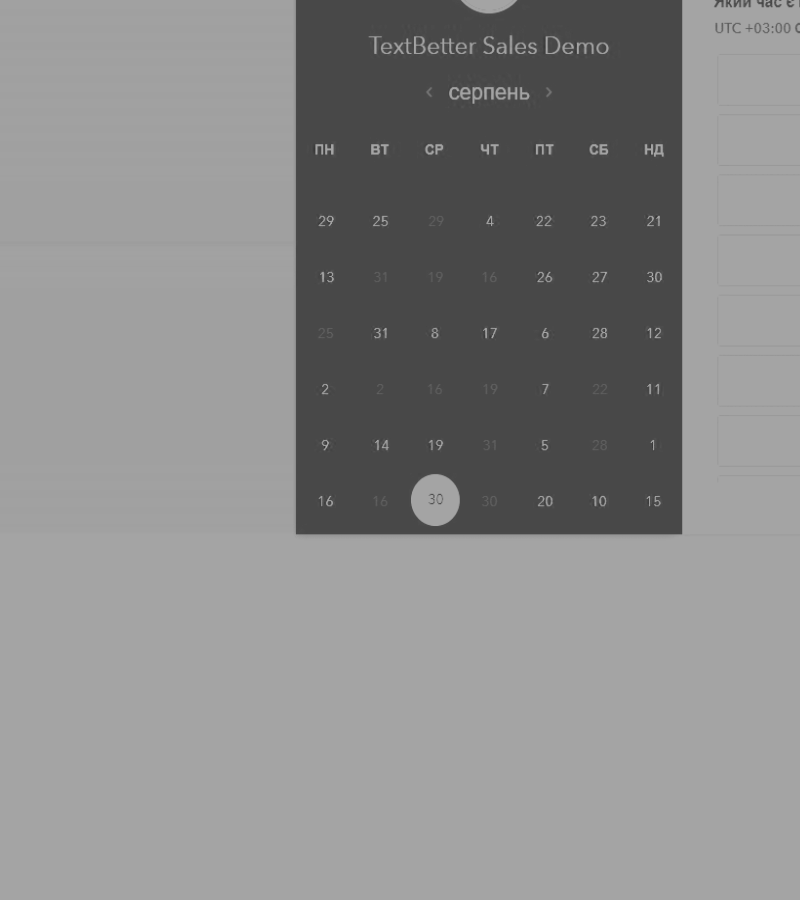 Який час є
UTC +03:00
TextBetter Sales Demo
‹ серпень ›
ПН ВТ СР ЧТ ПТ СБ НД
29 25 29 4 22 23 21
13 31 19 16 26 27 30
25 31 8 17 6 28 12
2 2 16 19 7 22 11
9 14 19 31 5 28 1
16 16 30 30 20 10 15